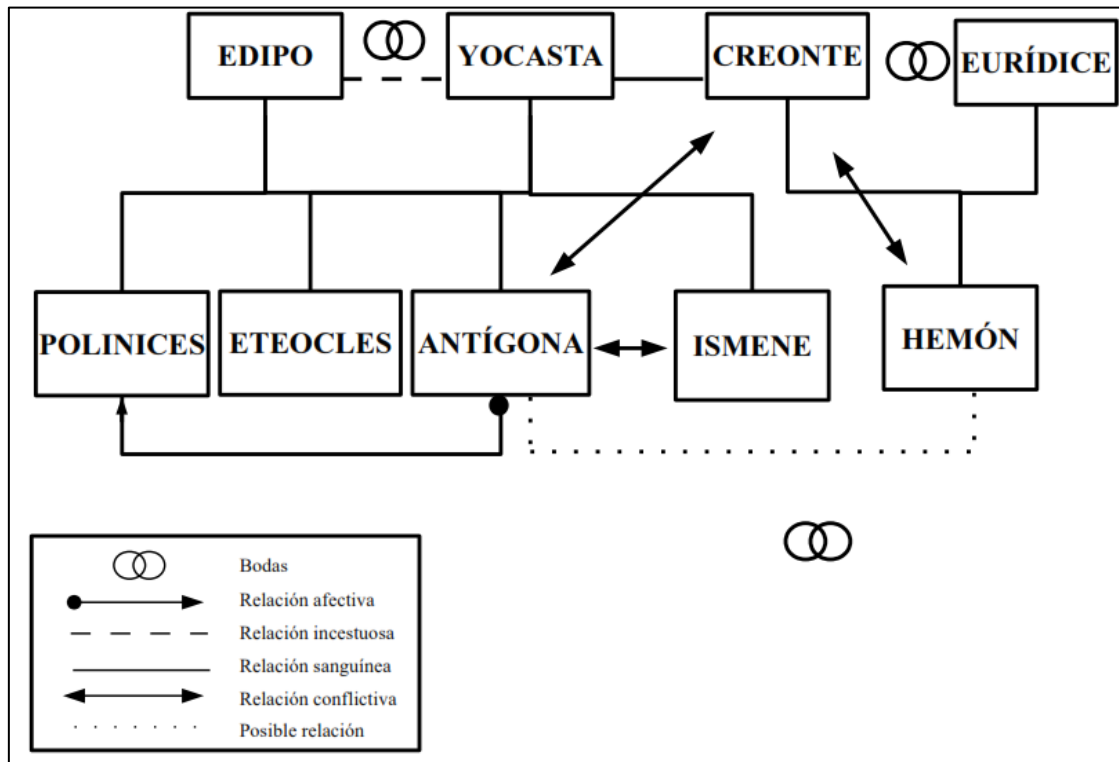 EDIPO
YOCASTA
CREONTE
EURÍDICE
POLINICES
ETEOCLES
ANTÍGONA
ISMENE
HEMÓN
Bodas
Relación afectiva
Relación incestuosa
Relación sanguínea
Relación conflictiva
Posible relación